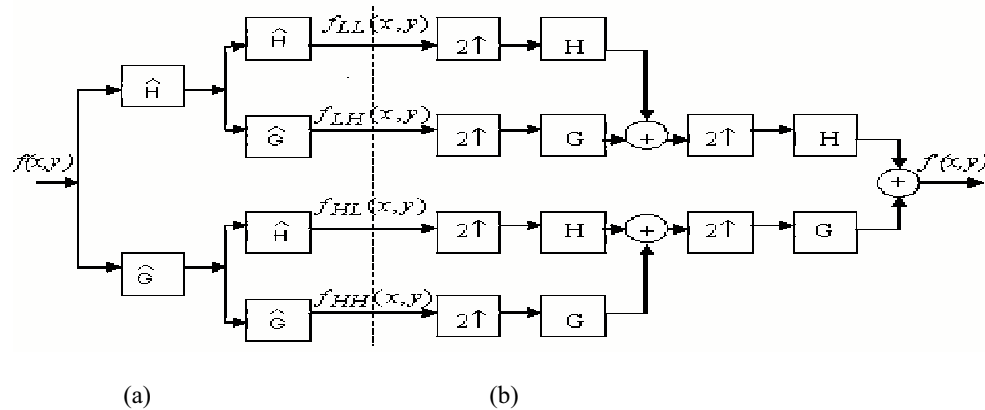 Ĥ f_LL(x,y) 2↑ H
Ĥ
Ĝ f_LH(x,y) 2↑ G + 2↑ H
f(x,y) + f'(x,y)
Ĥ f_HL(x,y) 2↑ H + 2↑ G
Ĝ
Ĝ f_HH(x,y) 2↑ G
(a) (b)